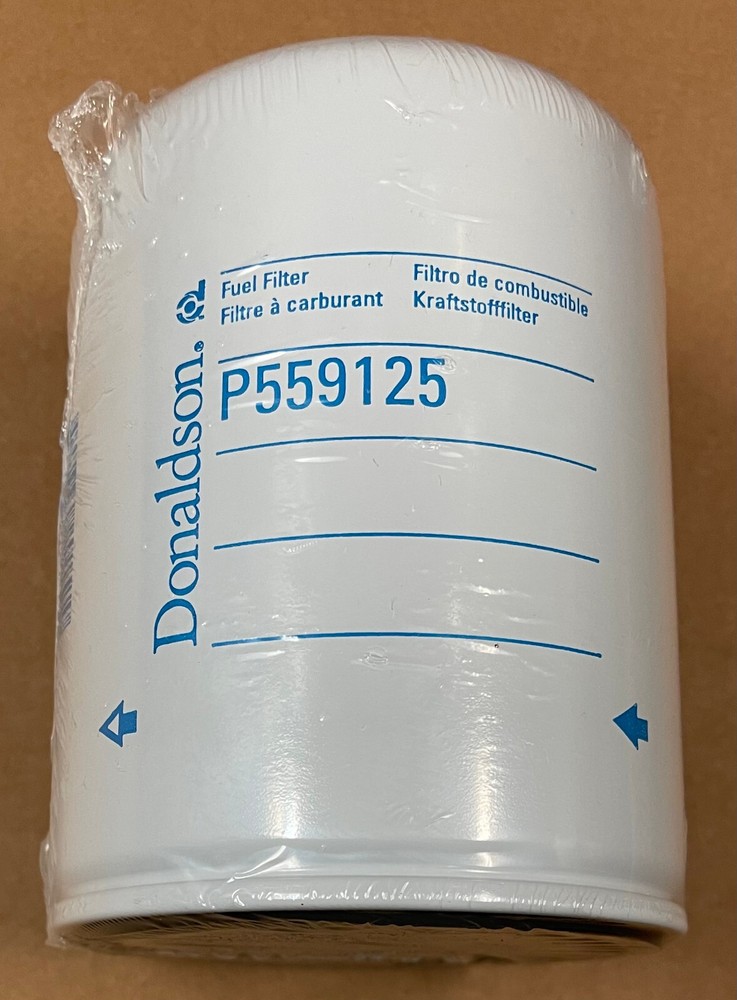 Fuel Filter
Filtre à carburant
Filtro de combustible
Kraftstofffilter
P559125
Donaldson.®